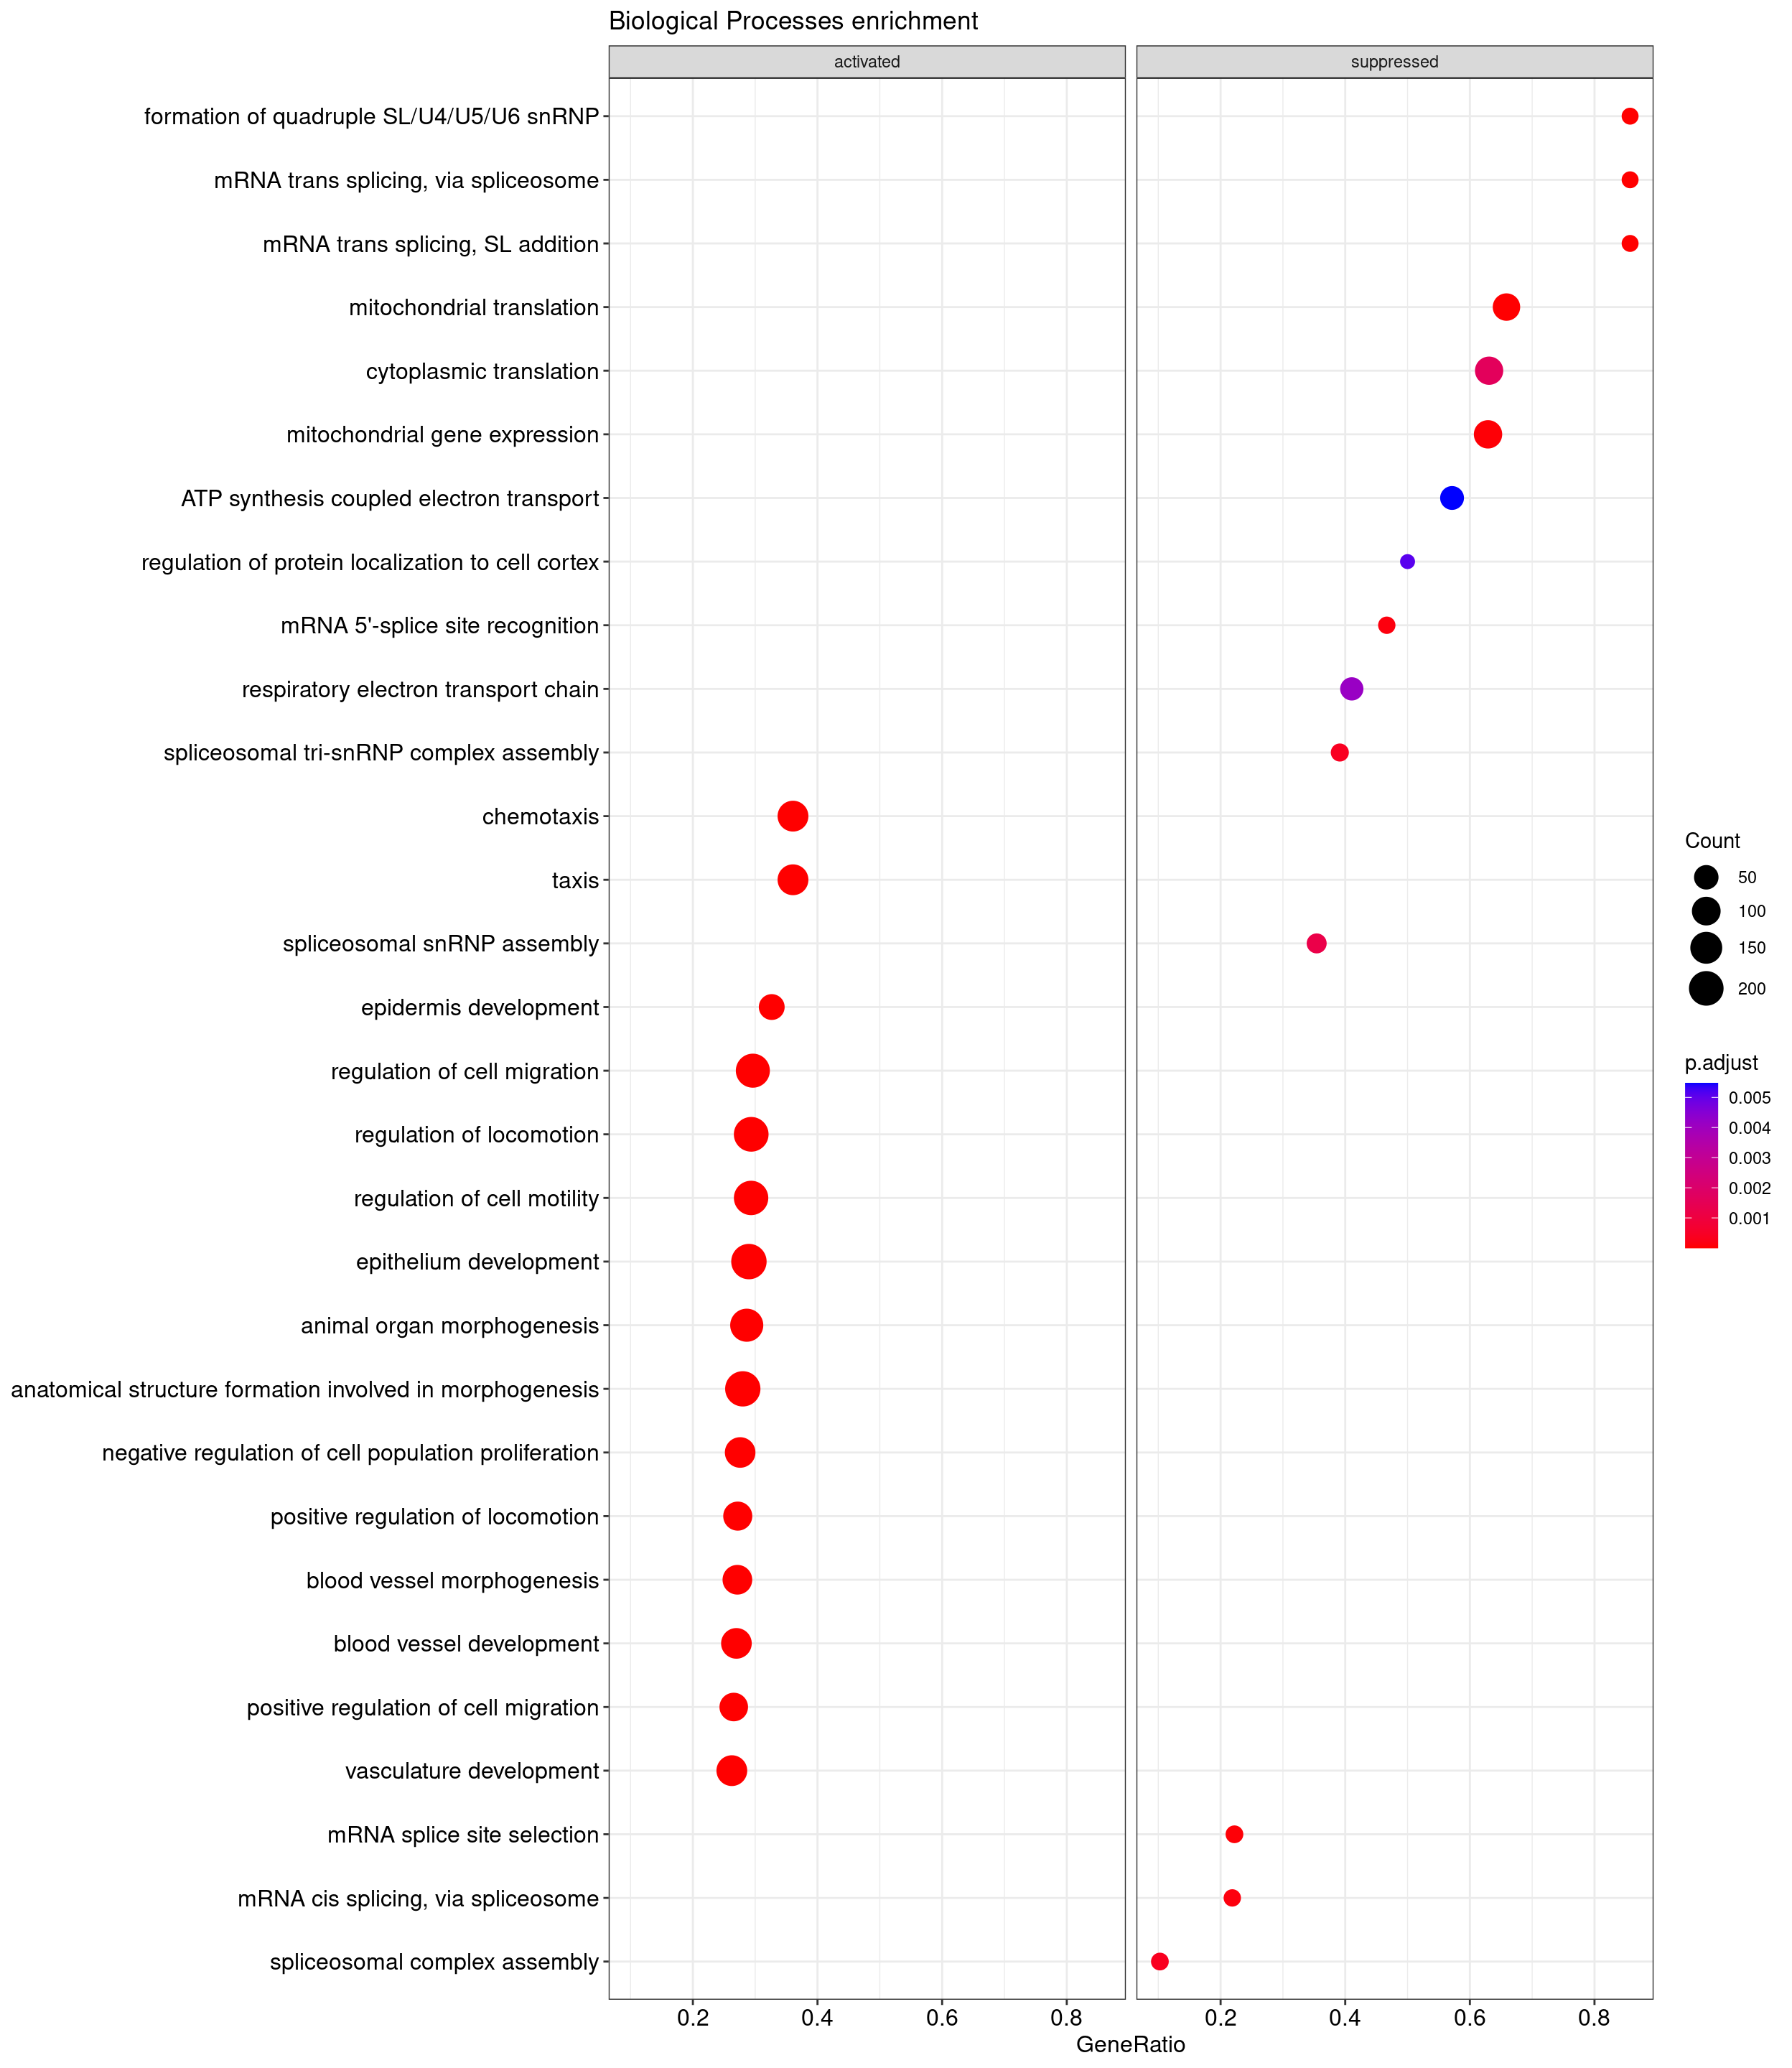 Biological Processes enrichment
activated
suppressed
formation of quadruple SL/U4/U5/U6 snRNP
mRNA trans splicing, via spliceosome
mRNA trans splicing, SL addition
mitochondrial translation
cytoplasmic translation
mitochondrial gene expression
ATP synthesis coupled electron transport
regulation of protein localization to cell cortex
mRNA 5'-splice site recognition
respiratory electron transport chain
spliceosomal tri-snRNP complex assembly
chemotaxis
taxis
spliceosomal snRNP assembly
epidermis development
regulation of cell migration
regulation of locomotion
regulation of cell motility
epithelium development
animal organ morphogenesis
anatomical structure formation involved in morphogenesis
negative regulation of cell population proliferation
positive regulation of locomotion
blood vessel morphogenesis
blood vessel development
positive regulation of cell migration
vasculature development
mRNA splice site selection
mRNA cis splicing, via spliceosome
spliceosomal complex assembly
0.2 0.4 0.6 0.8
0.2 0.4 0.6 0.8
GeneRatio
Count
50
100
150
200
p.adjust
0.005
0.004
0.003
0.002
0.001